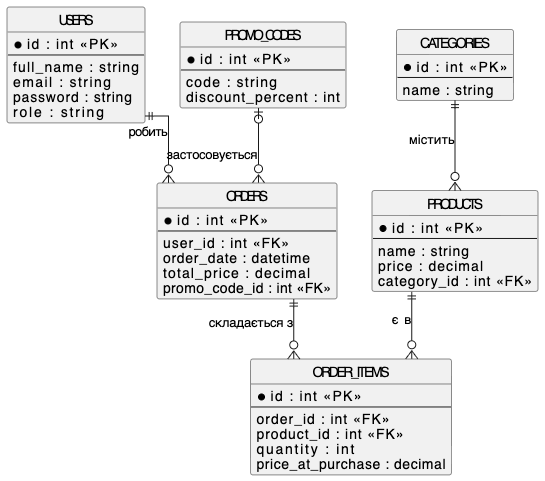 USERS
● id : int «PK»
full_name : string
email : string
password : string
role : string
PROMO_CODES
● id : int «PK»
code : string
discount_percent : int
CATEGORIES
● id : int «PK»
name : string
робить
застосовується
містить
ORDERS
● id : int «PK»
user_id : int «FK»
order_date : datetime
total_price : decimal
promo_code_id : int «FK»
PRODUCTS
● id : int «PK»
name : string
price : decimal
category_id : int «FK»
складається з
є в
ORDER_ITEMS
● id : int «PK»
order_id : int «FK»
product_id : int «FK»
quantity : int
price_at_purchase : decimal